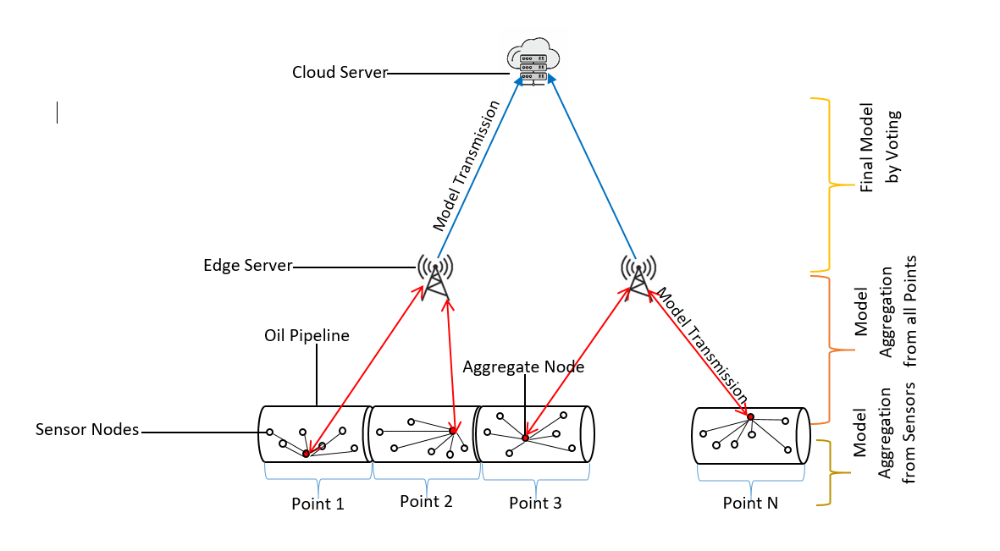 Cloud Server
Model Transmission
Final Model
by Voting
Edge Server
Model Transmission
Model
Aggregation
from all Points
Oil Pipeline
Aggregate Node
Sensor Nodes
Model
Aggregation
from Sensors
Point 1
Point 2
Point 3
Point N